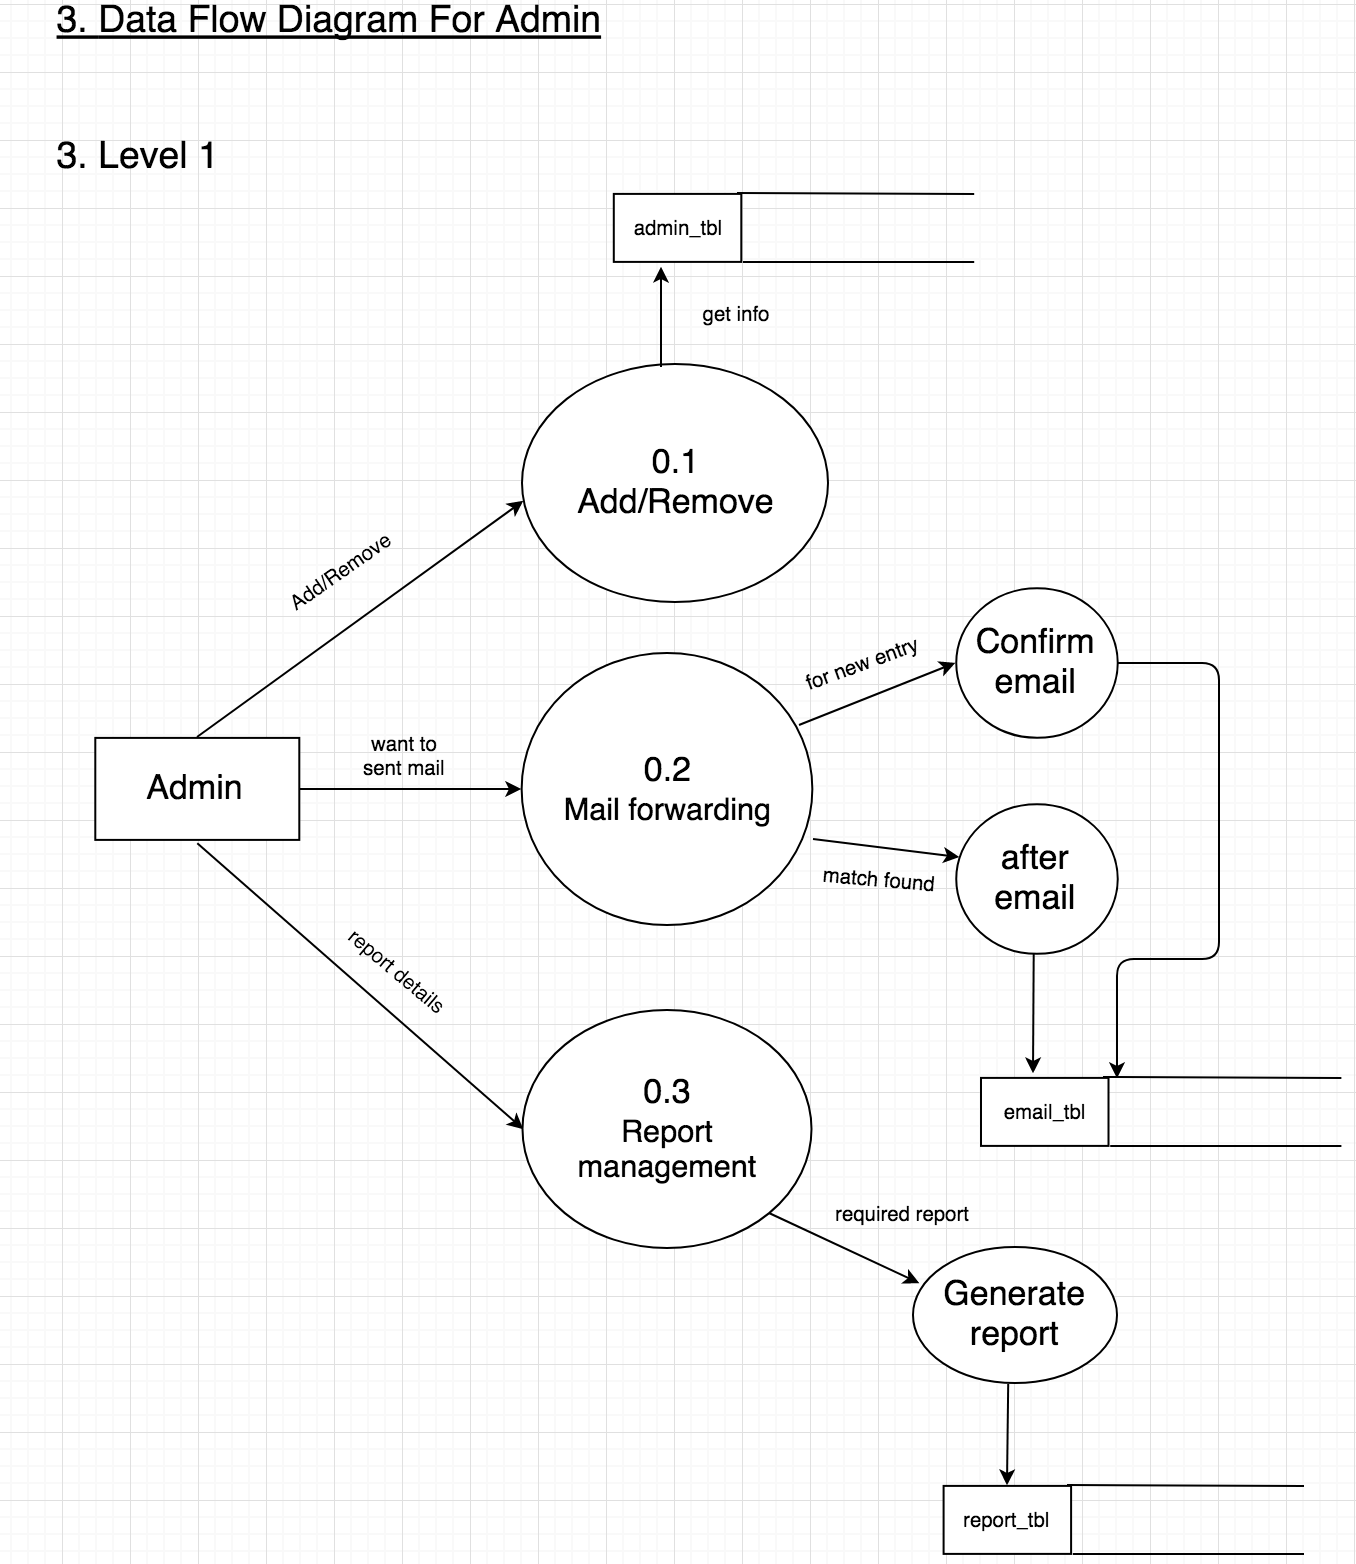 3. Data Flow Diagram For Admin
3. Level 1
admin_tbl
get info
0.1
Add/Remove
Add/Remove
for new entry
Confirm
email
want to
sent mail
Admin
0.2
Mail forwarding
match found
after
email
report details
0.3
Report
management
email_tbl
required report
Generate
report
report_tbl